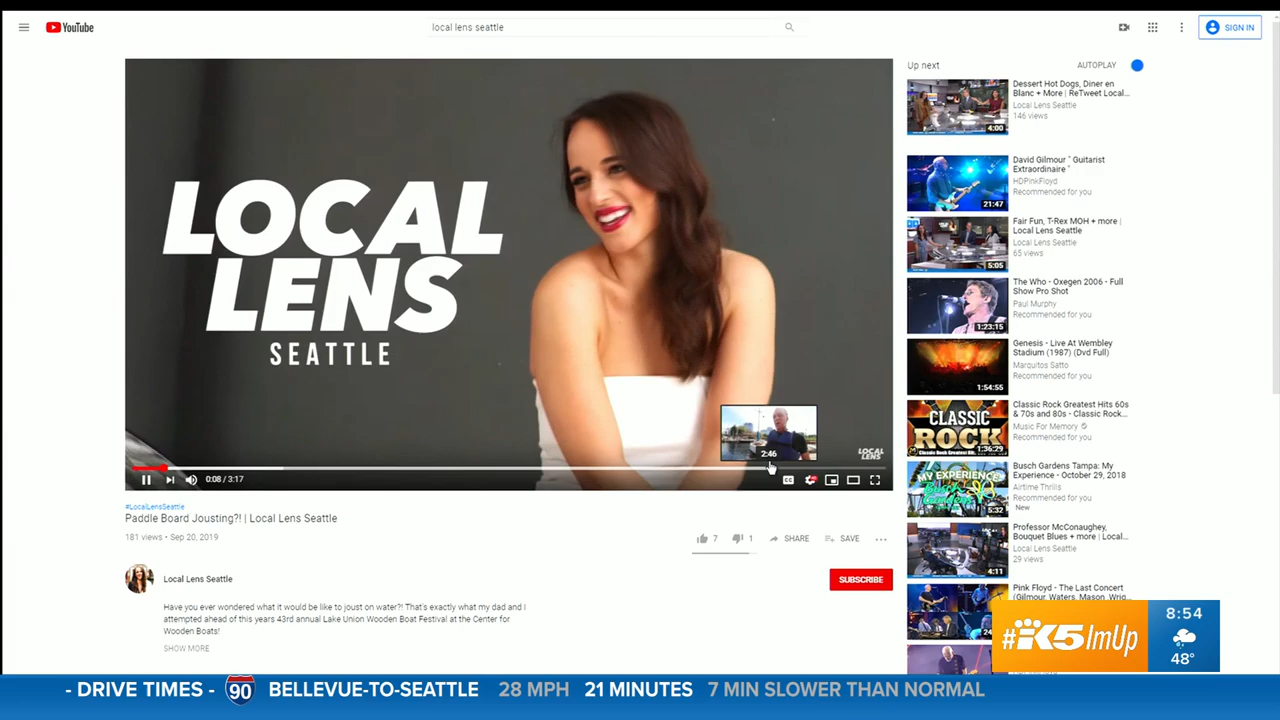 YouTube
local lens seattle
SIGN IN
LOCAL
LENS
SEATTLE
2:46
LOCAL
LENS
0:08 / 3:17
CC
#LocalLensSeattle
Paddle Board Jousting?! | Local Lens Seattle
181 views • Sep 20, 2019
7
1
SHARE
SAVE
Local Lens Seattle
SUBSCRIBE
Have you ever wondered what it would be like to joust on water?! That's exactly what my dad and I
attempted ahead of this years 43rd annual Lake Union Wooden Boat Festival at the Center for
Wooden Boats!
SHOW MORE
Up next
AUTOPLAY
Dessert Hot Dogs, Diner en
Blanc + More | ReTweet Local...
Local Lens Seattle
146 views
4:00
David Gilmour " Guitarist
Extraordinaire "
HDPinkFloyd
Recommended for you
21:47
Fair Fun, T-Rex MOH + more |
Local Lens Seattle
Local Lens Seattle
65 views
5:05
The Who - Oxegen 2006 - Full
Show Pro Shot
Paul Murphy
Recommended for you
1:23:15
Genesis - Live At Wembley
Stadium (1987) (Dvd Full)
Marquitos Satto
Recommended for you
1:54:55
Classic Rock Greatest Hits 60s
& 70s and 80s - Classic Rock...
Music For Memory
Recommended for you
CLASSIC
ROCK
1:36:29
Busch Gardens Tampa: My
Experience - October 29, 2018
Airtime Thrills
Recommended for you
New
MY EXPERIENCE
5:32
Professor McConaughey,
Bouquet Blues + more | Local...
Local Lens Seattle
29 views
4:11
Pink Floyd - The Last Concert
(Gilmour, Waters, Mason, Wrig...
#K5ImUp
8:54
48°
- DRIVE TIMES - 90 BELLEVUE-TO-SEATTLE 28 MPH 21 MINUTES 7 MIN SLOWER THAN NORMAL